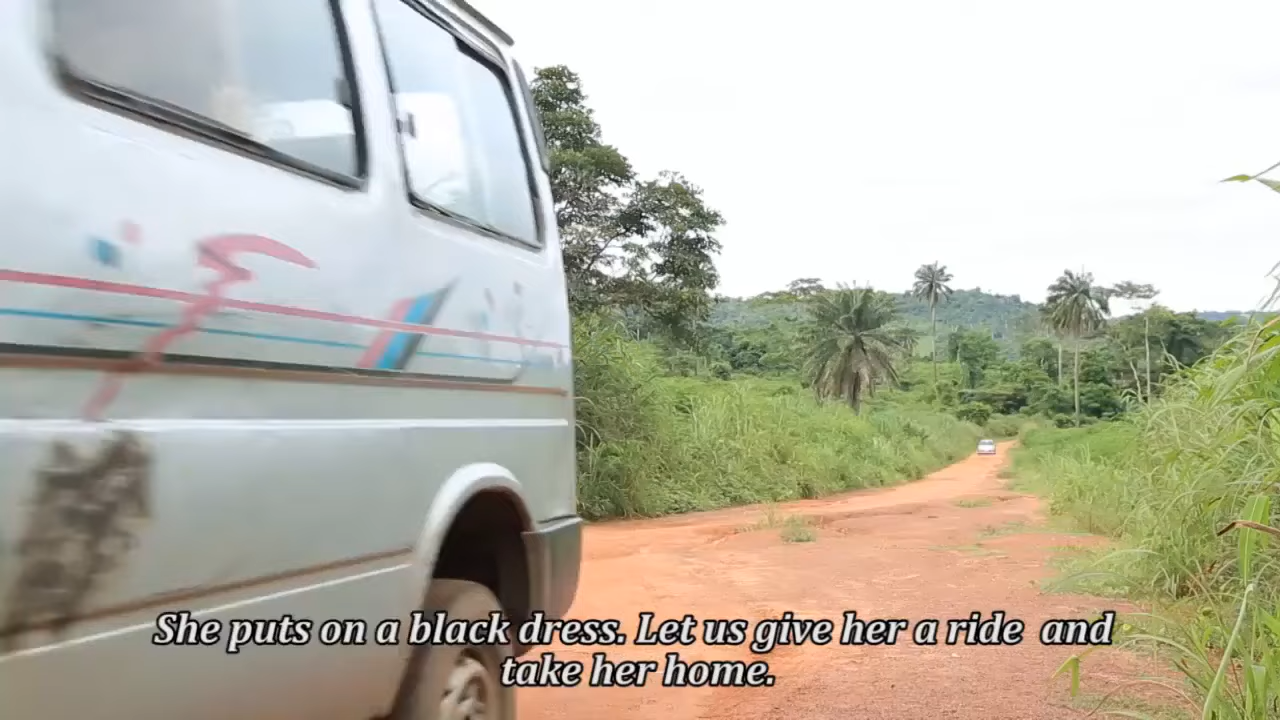 She puts on a black dress. Let us give her a ride and
take her home.